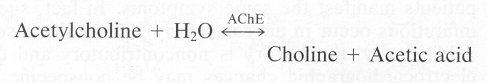 Acetylcholine + H₂O ⟷ AChE
Choline + Acetic acid